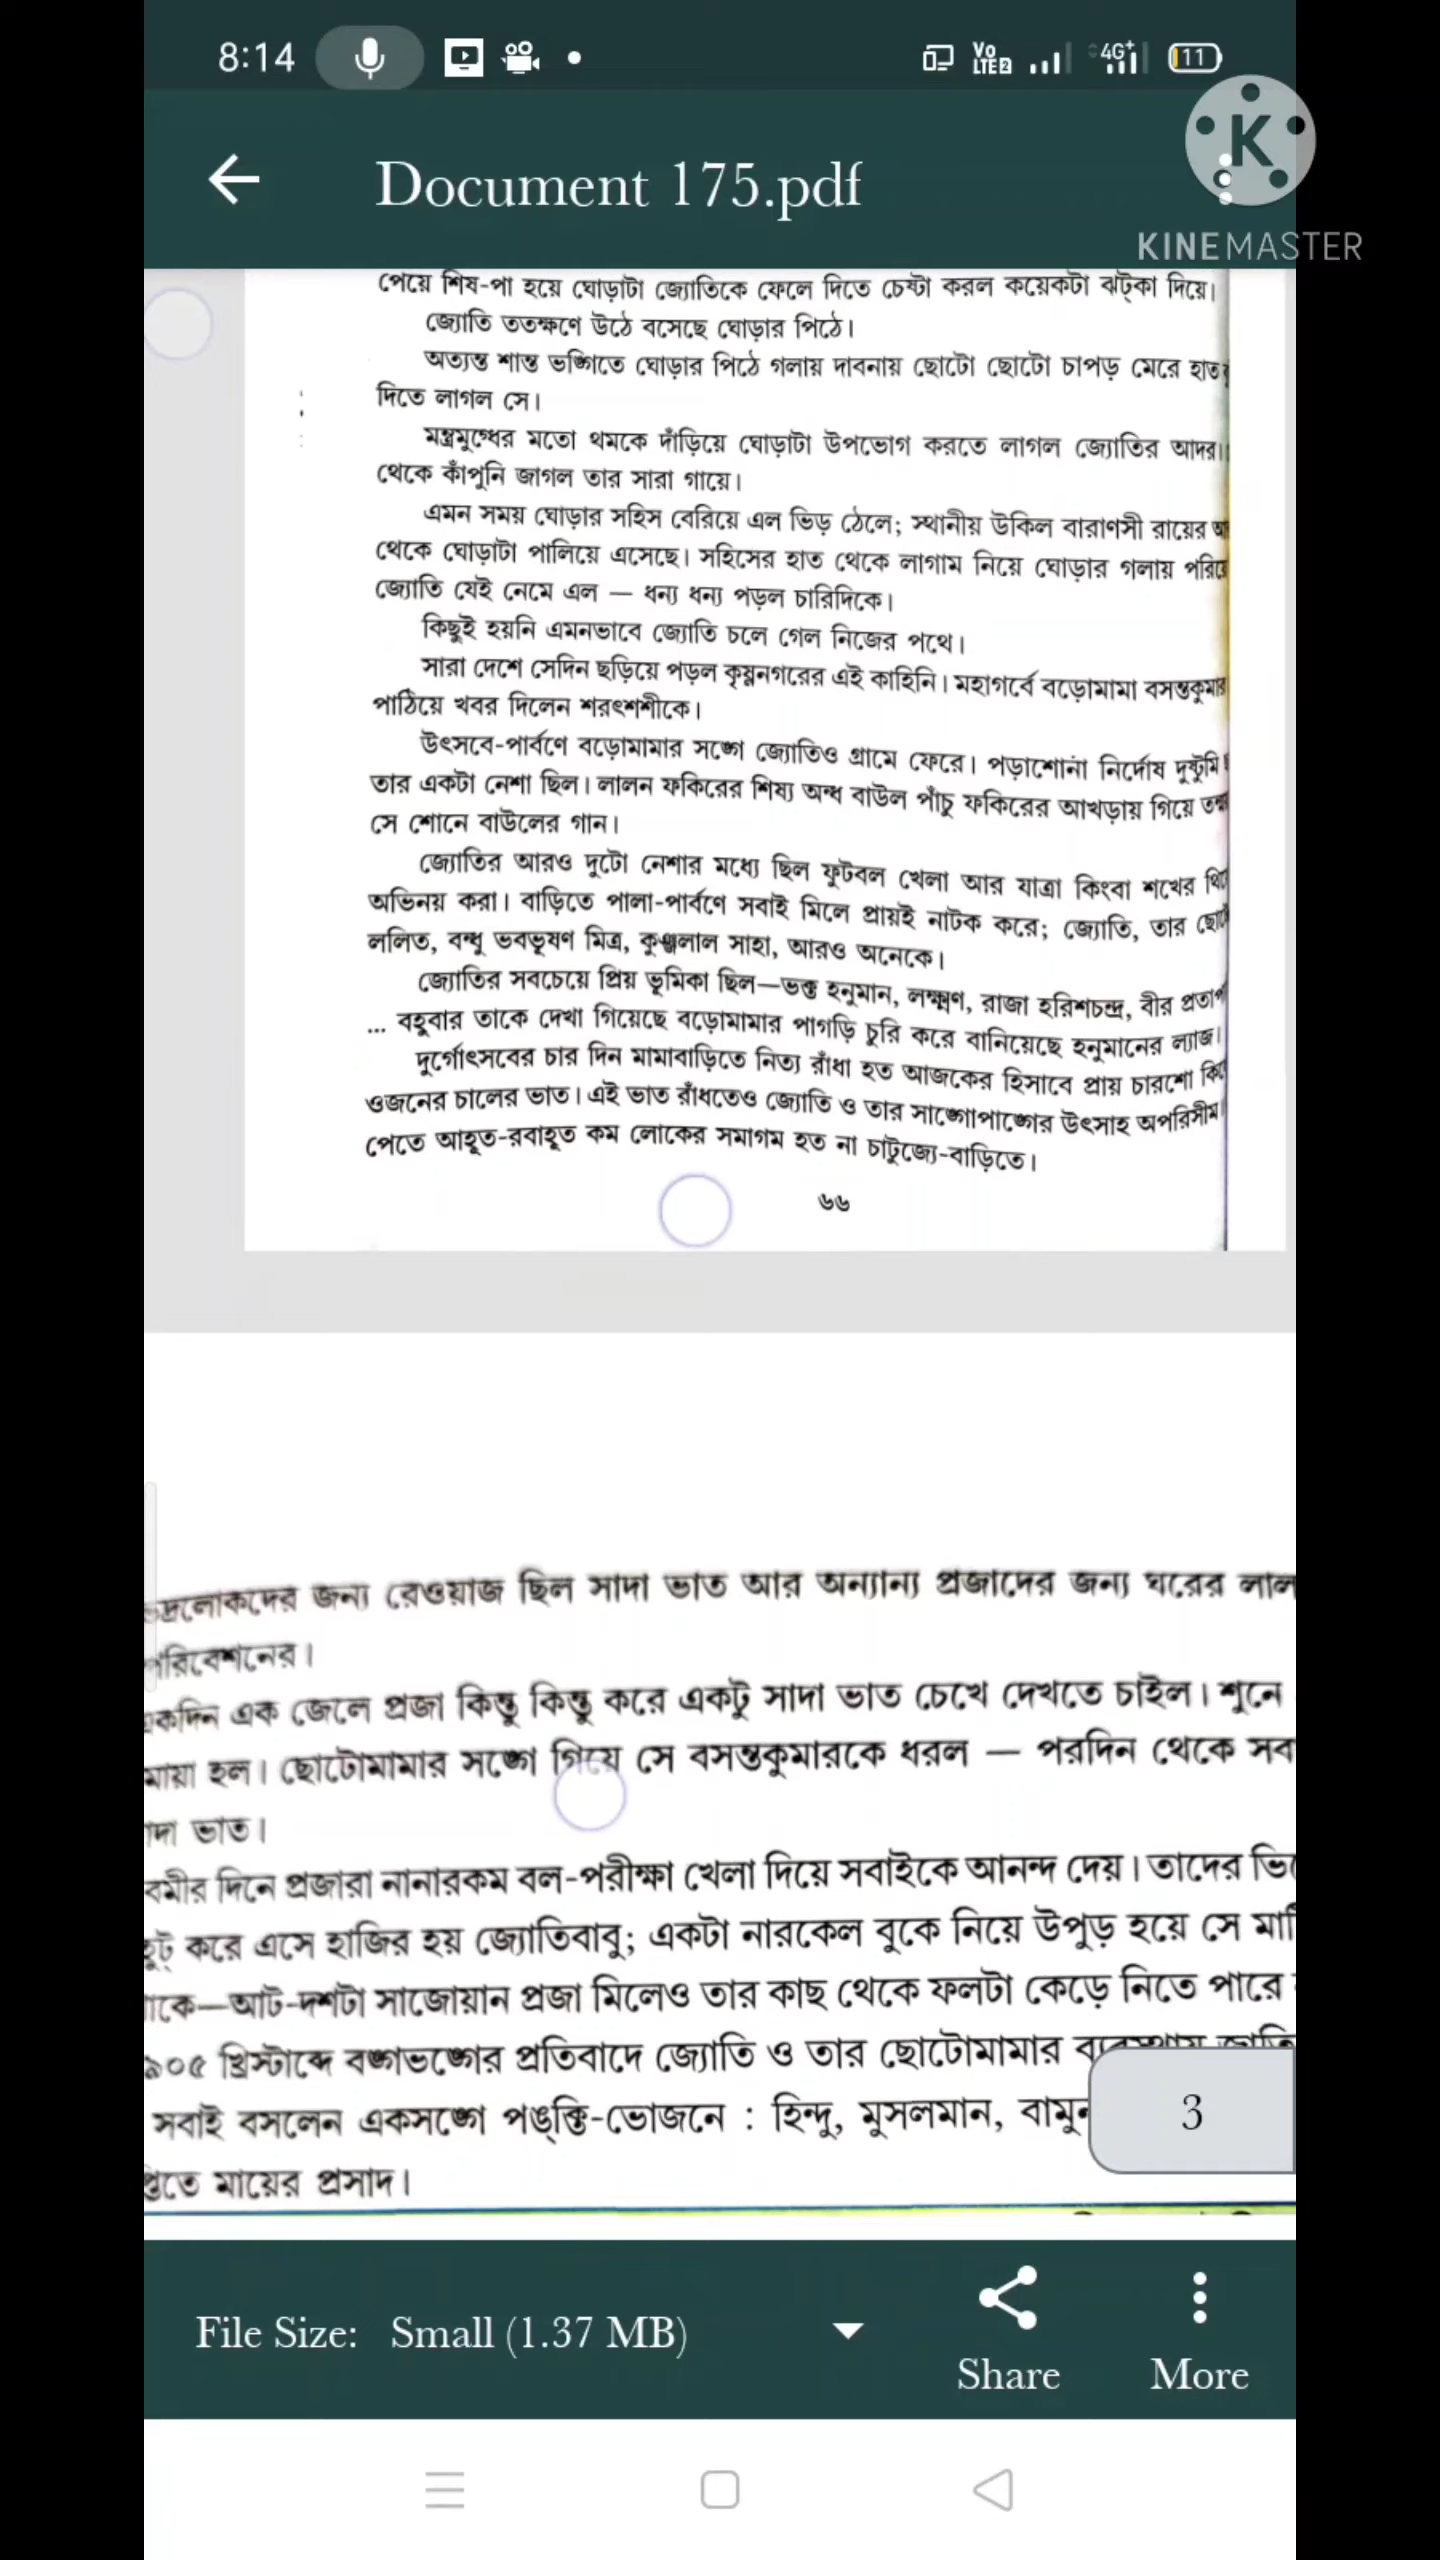 8:14
Vo LTE2 4G+ 11
Document 175.pdf
K
KINEMASTER
পেয়ে শিষ-পা হয়ে ঘোড়াটা জ্যোতিকে ফেলে দিতে চেষ্টা করল কয়েকটা ঝট্‌কা দিয়ে।
জ্যোতি ততক্ষণে উঠে বসেছে ঘোড়ার পিঠে।
অত্যন্ত শান্ত ভঙ্গিতে ঘোড়ার পিঠে গলায় দাবনায় ছোটো ছোটো চাপড় মেরে হাত
দিতে লাগল সে।
মন্ত্রমুগ্ধের মতো থমকে দাঁড়িয়ে ঘোড়াটা উপভোগ করতে লাগল জ্যোতির আদর।
থেকে কাঁপুনি জাগল তার সারা গায়ে।
এমন সময় ঘোড়ার সহিস বেরিয়ে এল ভিড় ঠেলে; স্থানীয় উকিল বারাণসী রায়ের
থেকে ঘোড়াটা পালিয়ে এসেছে। সহিসের হাত থেকে লাগাম নিয়ে ঘোড়ার গলায় পরিয়ে
জ্যোতি যেই নেমে এল — ধন্য ধন্য পড়ল চারিদিকে।
কিছুই হয়নি এমনভাবে জ্যোতি চলে গেল নিজের পথে।
সারা দেশে সেদিন ছড়িয়ে পড়ল কৃষ্ণনগরের এই কাহিনি। মহাগর্বে বড়োমামা বসন্তকুমার
পাঠিয়ে খবর দিলেন শরৎশশীকে।
উৎসবে-পার্বণে বড়োমামার সঙ্গে জ্যোতিও গ্রামে ফেরে। পড়াশোনা নির্দোষ দুষ্টুমি
তার একটা নেশা ছিল। লালন ফকিরের শিষ্য অন্ধ বাউল পাঁচু ফকিরের আখড়ায় গিয়ে
সে শোনে বাউলের গান।
জ্যোতির আরও দুটো নেশার মধ্যে ছিল ফুটবল খেলা আর যাত্রা কিংবা শখের
অভিনয় করা। বাড়িতে পালা-পার্বণে সবাই মিলে প্রায়ই নাটক করে; জ্যোতি, তার
ললিত, বন্ধু ভবভূষণ মিত্র, কুঞ্জলাল সাহা, আরও অনেকে।
জ্যোতির সবচেয়ে প্রিয় ভূমিকা ছিল—ভক্ত হনুমান, লক্ষ্মণ, রাজা হরিশচন্দ্র, বীর প্রতাপ
... বহুবার তাকে দেখা গিয়েছে বড়োমামার পাগড়ি চুরি করে বানিয়েছে হনুমানের ল্যাজ।
দুর্গোৎসবের চার দিন মামাবাড়িতে নিত্য রাঁধা হত আজকের হিসাবে প্রায় চারশো
ওজনের চালের ভাত। এই ভাত রাঁধতেও জ্যোতি ও তার সাঙ্গোপাঙ্গের উৎসাহ অপরিসীম।
পেতে আহূত-রবাহূত কম লোকের সমাগম হত না চাটুজ্যে-বাড়িতে।
৬৬
জন্য রেওয়াজ ছিল সাদা ভাত আর অন্যান্য প্রজাদের জন্য ঘরের লাল
এক জেলে প্রজা কিন্তু কিন্তু করে একটু সাদা ভাত চেখে দেখতে চাইল। শুনে
মায়া হল। ছোটোমামার সঙ্গে গিয়ে সে বসন্তকুমারকে ধরল — পরদিন থেকে
ভাত।
দিনে প্রজারা নানারকম বল-পরীক্ষা খেলা দিয়ে সবাইকে আনন্দ দেয়। তাদের
করে এসে হাজির হয় জ্যোতিবাবু; একটা নারকেল বুকে নিয়ে উপুড় হয়ে সে
আট-দশটা সাজোয়ান প্রজা মিলেও তার কাছ থেকে ফলটা কেড়ে নিতে পারে
খ্রিস্টাব্দে বঙ্গভঙ্গের প্রতিবাদে জ্যোতি ও তার ছোটোমামার
সবাই বসলেন একসঙ্গে পঙ্‌ক্তি-ভোজনে : হিন্দু, মুসলমান,
মায়ের প্রসাদ।
3
File Size: Small (1.37 MB)
Share
More